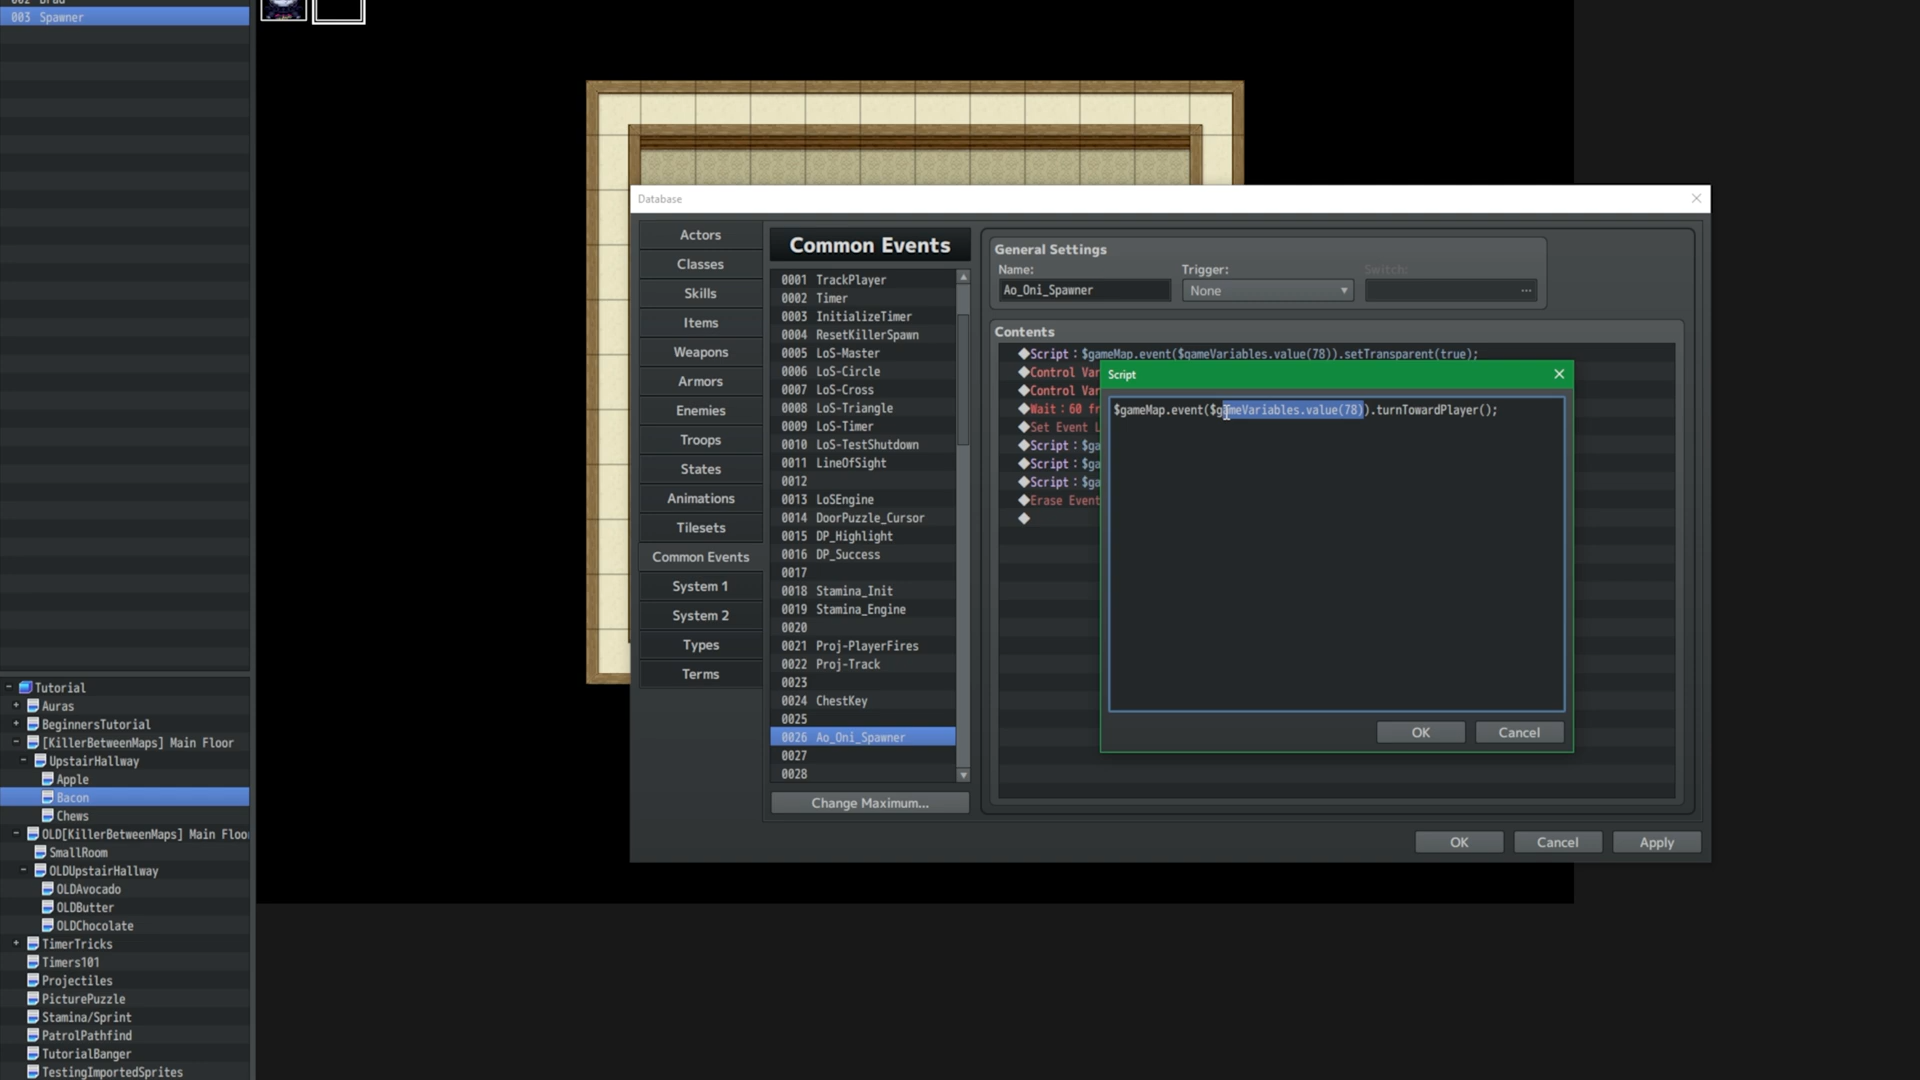 003 Spawner
Database
Actors
Classes
Skills
Items
Weapons
Armors
Enemies
Troops
States
Animations
Tilesets
Common Events
System 1
System 2
Types
Terms
Common Events
0001 TrackPlayer
0002 Timer
0003 InitializeTimer
0004 ResetKillerSpawn
0005 LoS-Master
0006 LoS-Circle
0007 LoS-Cross
0008 LoS-Triangle
0009 LoS-Timer
0010 LoS-TestShutdown
0011 LineOfSight
0012
0013 LoSEngine
0014 DoorPuzzle_Cursor
0015 DP_Highlight
0016 DP_Success
0017
0018 Stamina_Init
0019 Stamina_Engine
0020
0021 Proj-PlayerFires
0022 Proj-Track
0023
0024 ChestKey
0025
0026 Ao_Oni_Spawner
0027
0028
Change Maximum...
General Settings
Name:
Trigger:
Switch:
Ao_Oni_Spawner
None
...
Contents
◆Script：$gameMap.event($gameVariables.value(78)).setTransparent(true);
◆Control Var
◆Control Var
◆Wait：60 fr
◆Set Event L
◆Script：$ga
◆Script：$ga
◆Script：$ga
◆Erase Event
◆
Script
$gameMap.event($gameVariables.value(78)).turnTowardPlayer();
OK
Cancel
OK
Cancel
Apply
Tutorial
Auras
BeginnersTutorial
[KillerBetweenMaps] Main Floor
UpstairHallway
Apple
Bacon
Chews
OLD[KillerBetweenMaps] Main Floo
SmallRoom
OLDUpstairHallway
OLDAvocado
OLDButter
OLDChocolate
TimerTricks
Timers101
Projectiles
PicturePuzzle
Stamina/Sprint
PatrolPathfind
TutorialBanger
TestingImportedSprites